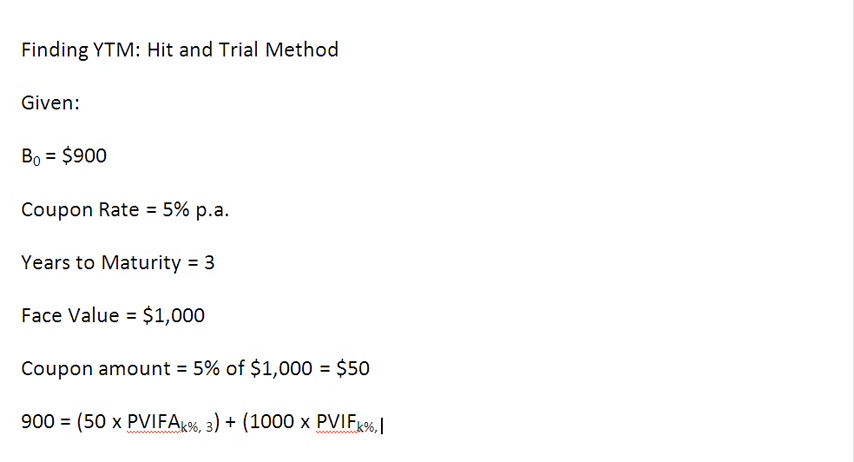 Finding YTM: Hit and Trial Method
Given:
B₀ = $900
Coupon Rate = 5% p.a.
Years to Maturity = 3
Face Value = $1,000
Coupon amount = 5% of $1,000 = $50
900 = (50 x PVIFAk%, 3) + (1000 x PVIFk%,